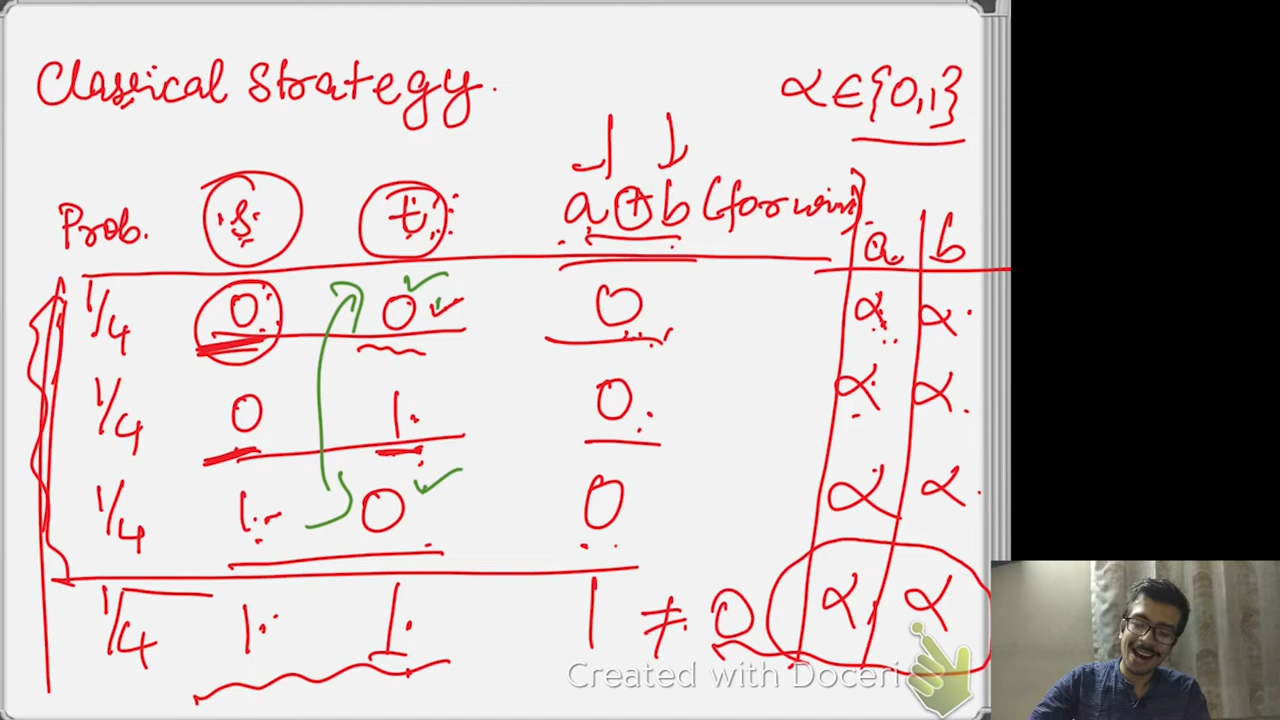 Classical Strategy.
α ∈ {0,1}
Prob. s t a ⊕ b (for win) a b
1/4 0 0 0 α α
1/4 0 1 0 α α
1/4 1 0 0 α α
1/4 1 1 1 ≠ 0 α α
Created with Doceri